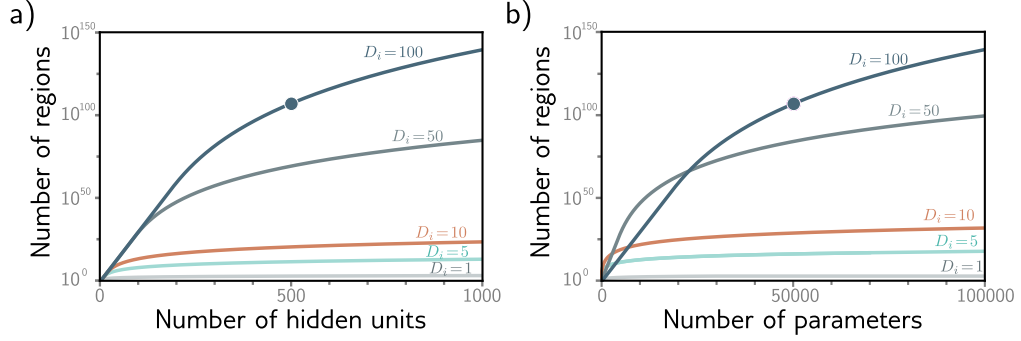 a)
Number of regions
10^150
10^100
10^50
10^0
D_i=100
D_i=50
D_i=10
D_i=5
D_i=1
0 500 1000
Number of hidden units
b)
Number of regions
10^150
10^100
10^50
10^0
D_i=100
D_i=50
D_i=10
D_i=5
D_i=1
0 50000 100000
Number of parameters